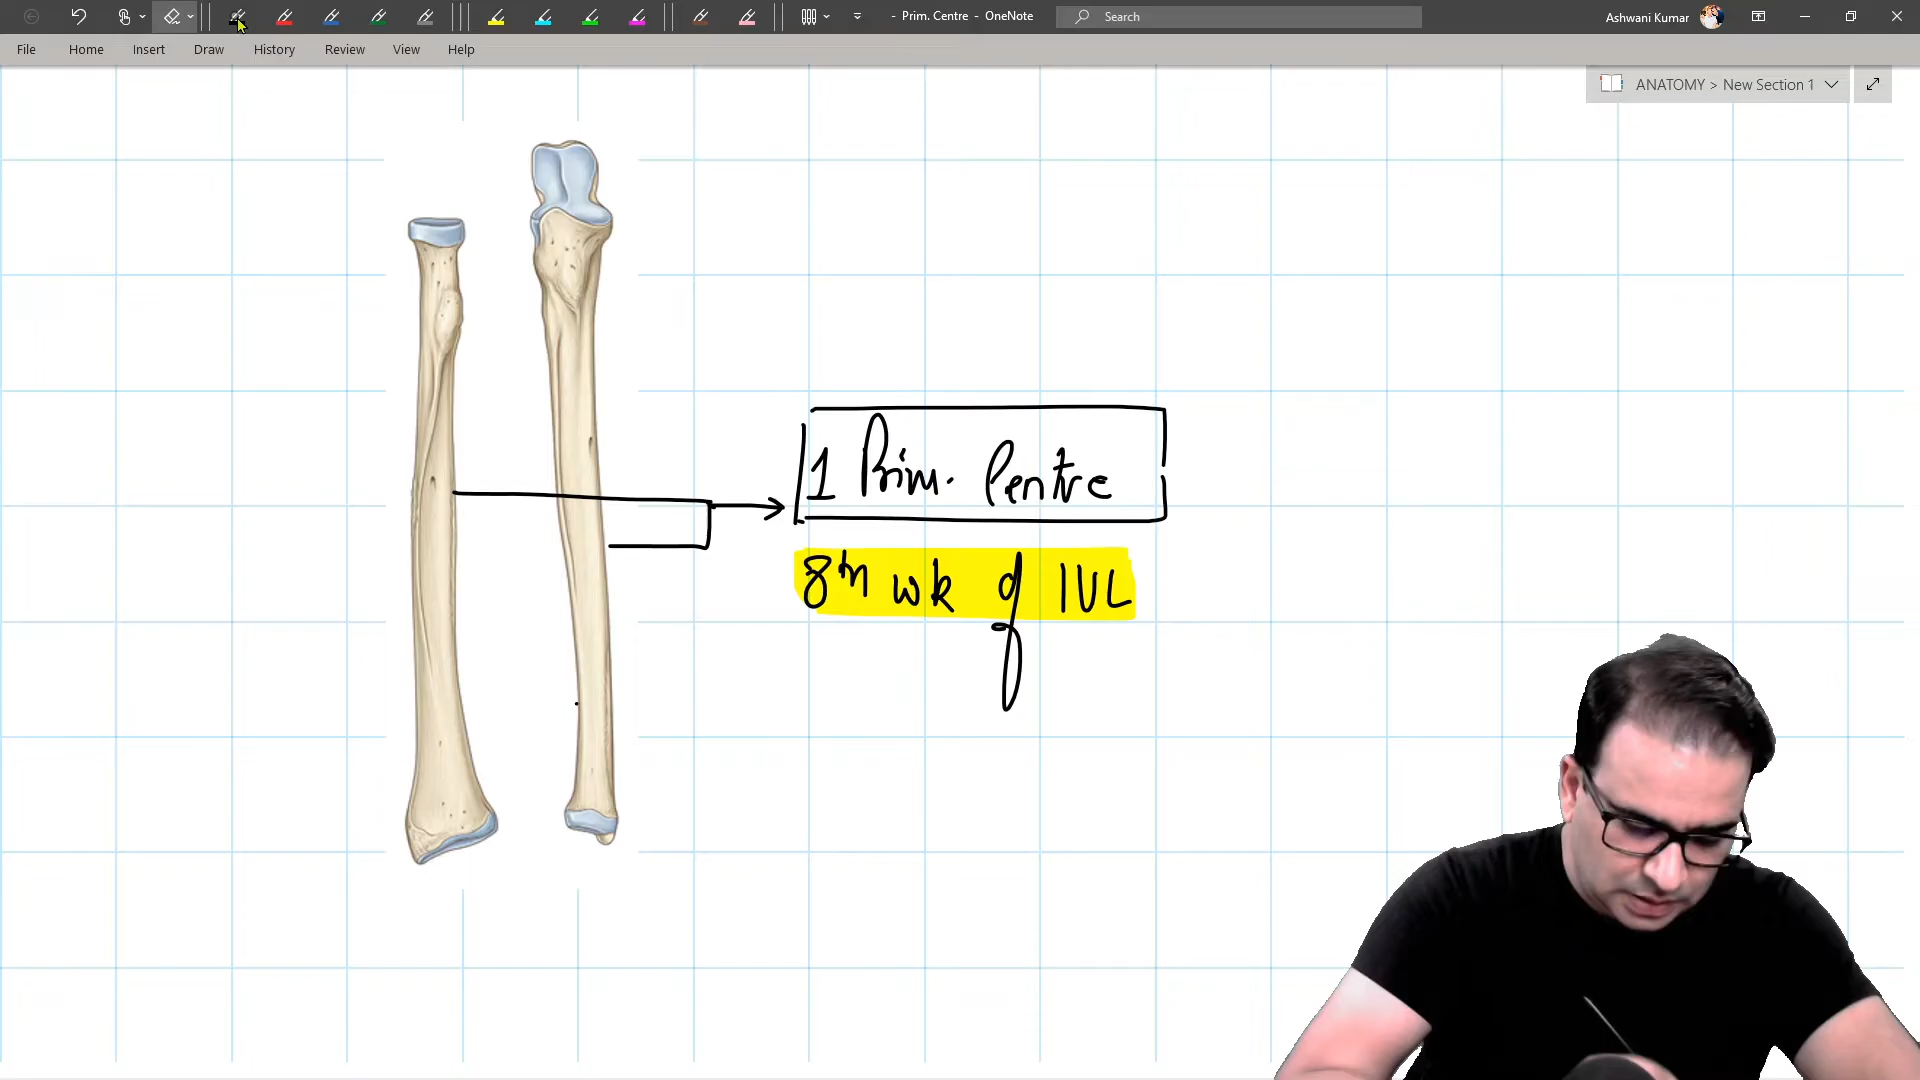 - Prim. Centre - OneNote
Search
Ashwani Kumar
File Home Insert Draw History Review View Help
ANATOMY > New Section 1
1 Prim. Centre
8th wk of IUL